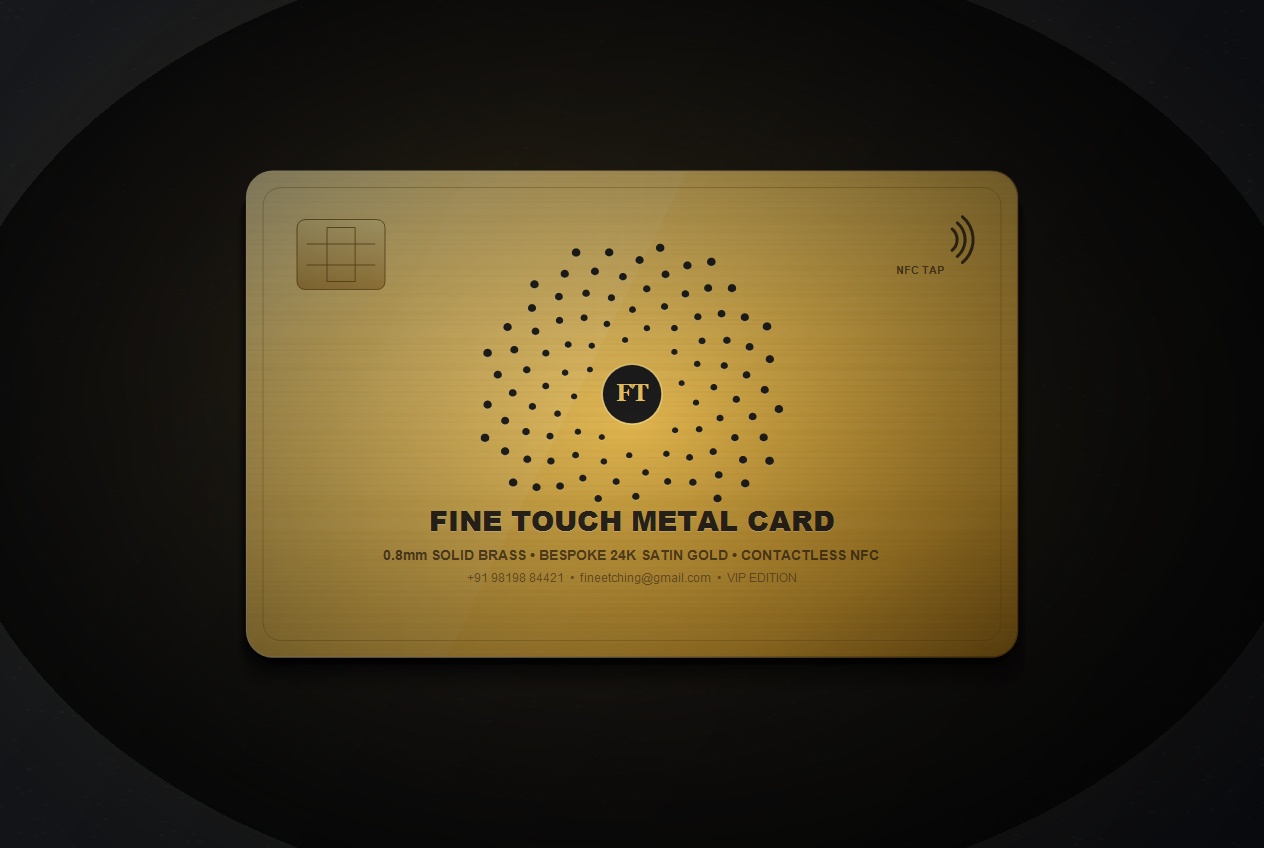 NFC TAP
FT
FINE TOUCH METAL CARD
0.8mm SOLID BRASS • BESPOKE 24K SATIN GOLD • CONTACTLESS NFC
+91 98198 84421 • fineetching@gmail.com • VIP EDITION